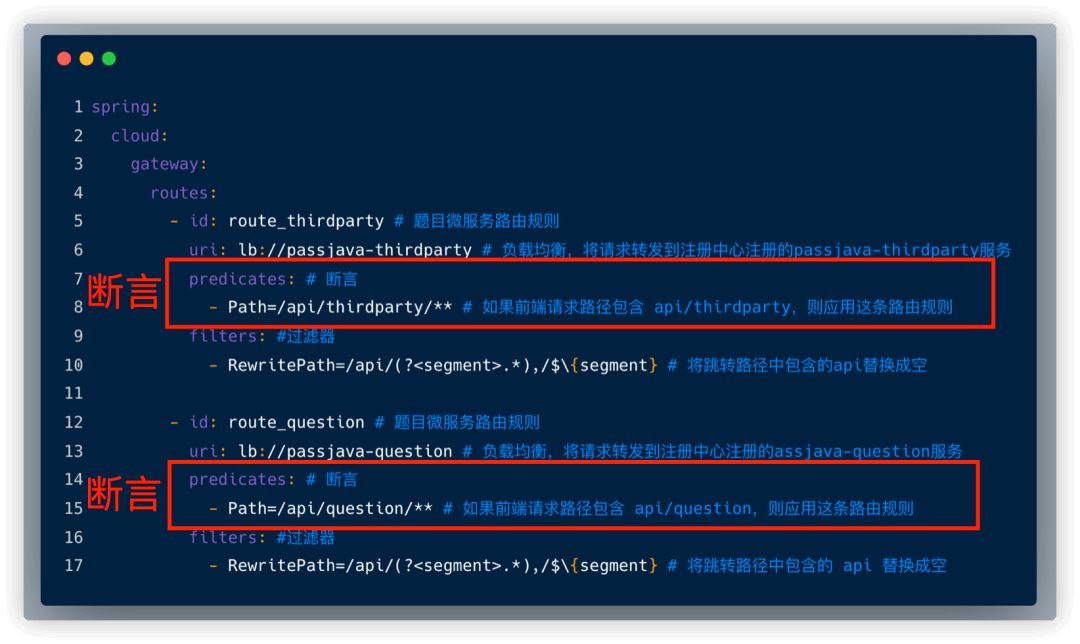 1 spring:
2 cloud:
3 gateway:
4 routes:
5 - id: route_thirdparty # 题目微服务路由规则
6 uri: lb://passjava-thirdparty # 负载均衡，将请求转发到注册中心注册的passjava-thirdparty服务
7 predicates: # 断言
断言
8 - Path=/api/thirdparty/** # 如果前端请求路径包含 api/thirdparty，则应用这条路由规则
9 filters: #过滤器
10 - RewritePath=/api/(?<segment>.*),/$\{segment} # 将跳转路径中包含的api替换成空
11
12 - id: route_question # 题目微服务路由规则
13 uri: lb://passjava-question # 负载均衡，将请求转发到注册中心注册的assjava-question服务
14 predicates: # 断言
断言
15 - Path=/api/question/** # 如果前端请求路径包含 api/question，则应用这条路由规则
16 filters: #过滤器
17 - RewritePath=/api/(?<segment>.*),/$\{segment} # 将跳转路径中包含的 api 替换成空